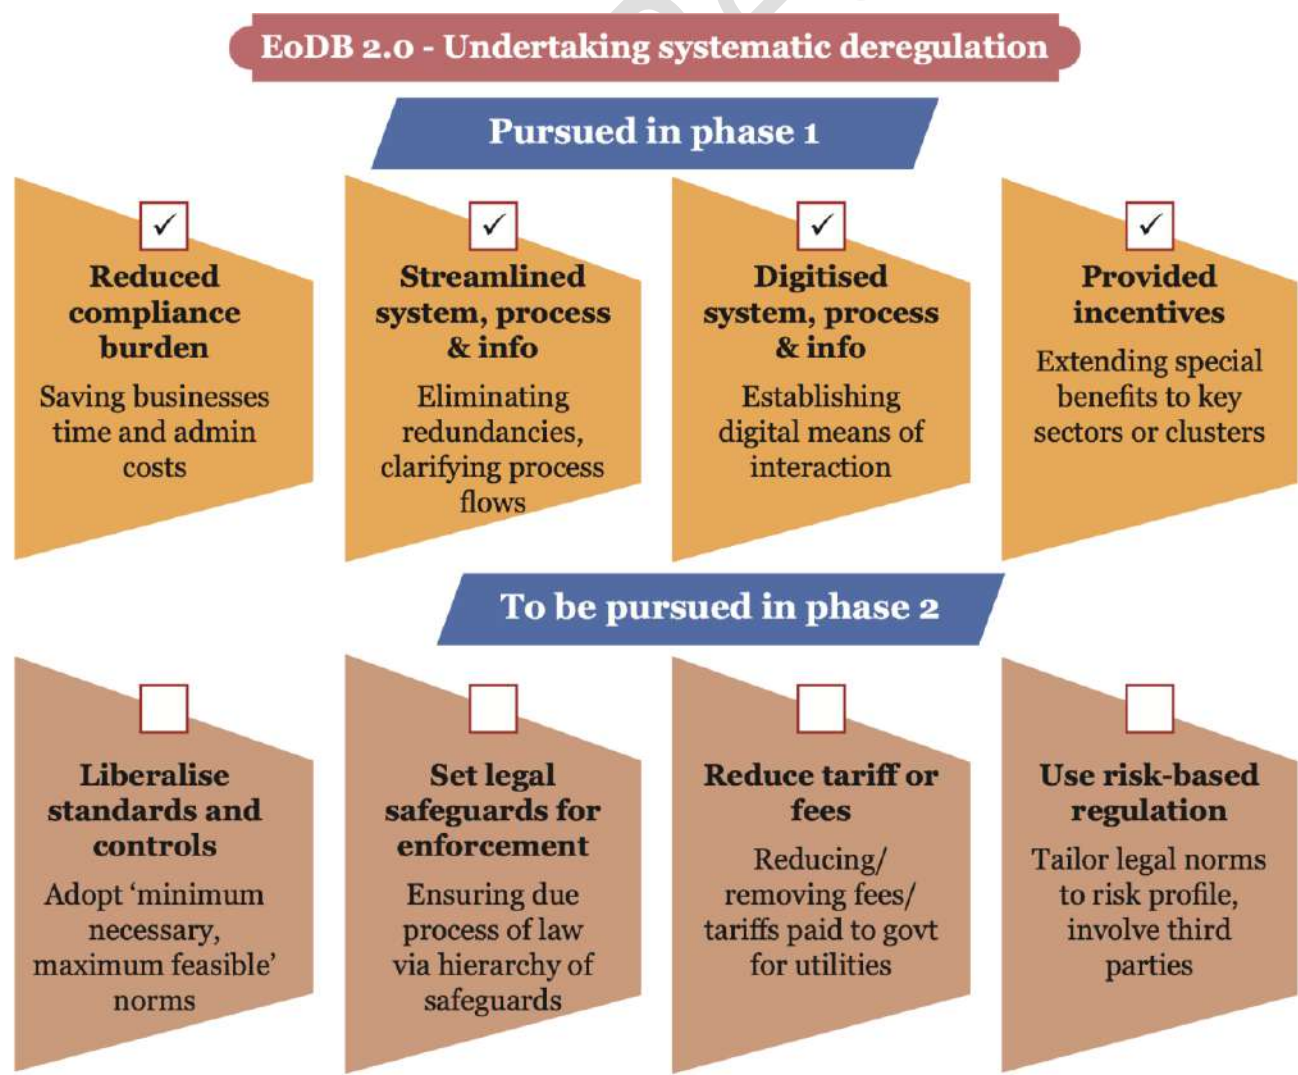 EoDB 2.0 - Undertaking systematic deregulation
Pursued in phase 1
✓
Reduced
compliance
burden
Saving businesses
time and admin
costs
✓
Streamlined
system, process
& info
Eliminating
redundancies,
clarifying process
flows
✓
Digitised
system, process
& info
Establishing
digital means of
interaction
✓
Provided
incentives
Extending special
benefits to key
sectors or clusters
To be pursued in phase 2
Liberalise
standards and
controls
Adopt ‘minimum
necessary,
maximum feasible’
norms
Set legal
safeguards for
enforcement
Ensuring due
process of law
via hierarchy of
safeguards
Reduce tariff or
fees
Reducing/
removing fees/
tariffs paid to govt
for utilities
Use risk-based
regulation
Tailor legal norms
to risk profile,
involve third
parties